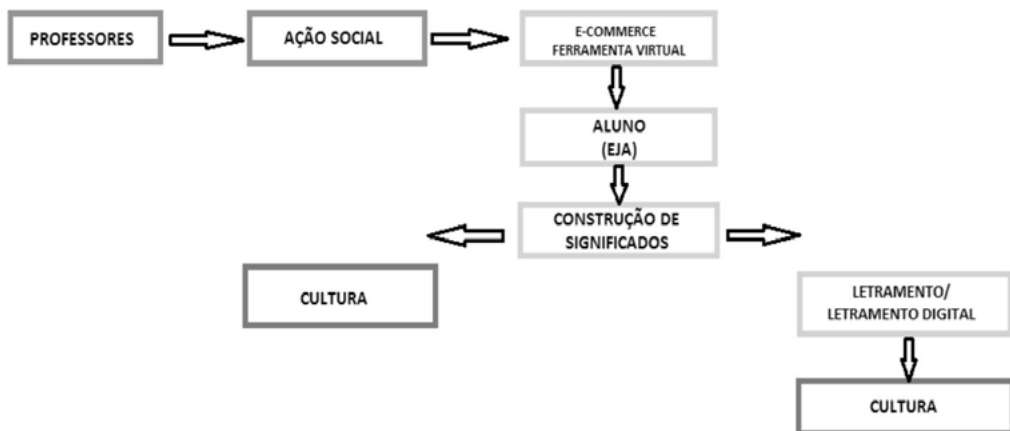 PROFESSORES
AÇÃO SOCIAL
E-COMMERCE
FERRAMENTA VIRTUAL
ALUNO
(EJA)
CONSTRUÇÃO DE
SIGNIFICADOS
CULTURA
LETRAMENTO/
LETRAMENTO DIGITAL
CULTURA